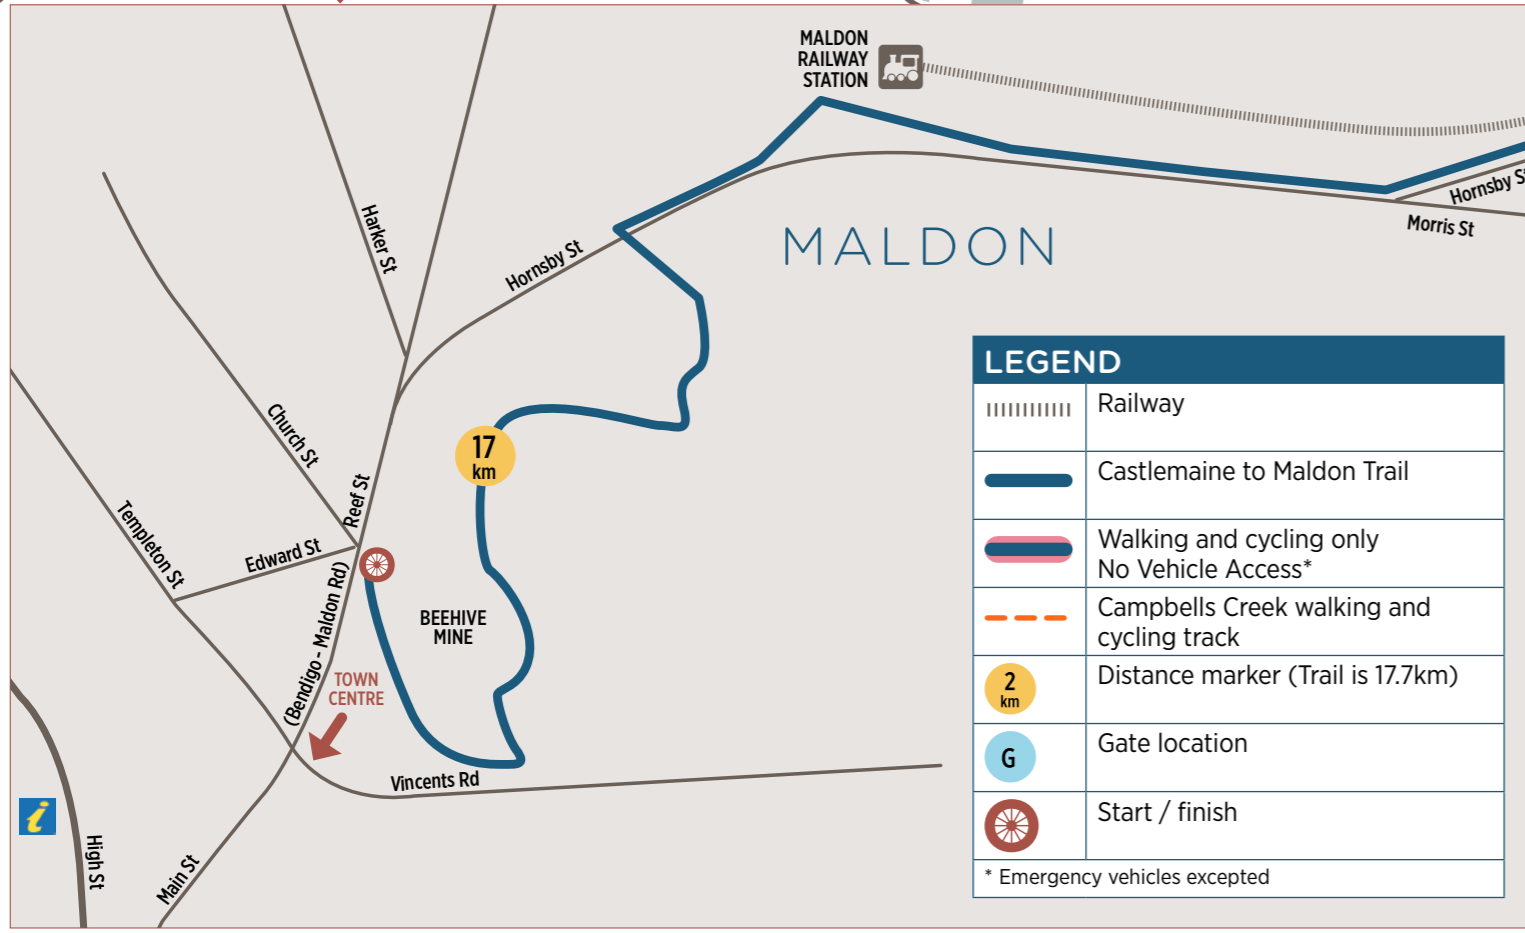 MALDON
RAILWAY
STATION
Harker St
Hornsby St
Hornsby S
Morris St
MALDON
Church St
17
km
Reef St
Templeton St
Edward St
(Bendigo - Maldon Rd)
BEEHIVE
MINE
TOWN
CENTRE
Vincents Rd
i
High St
Main St
LEGEND
Railway
Castlemaine to Maldon Trail
Walking and cycling only
No Vehicle Access*
Campbells Creek walking and
cycling track
2
km
Distance marker (Trail is 17.7km)
G
Gate location
Start / finish
* Emergency vehicles excepted